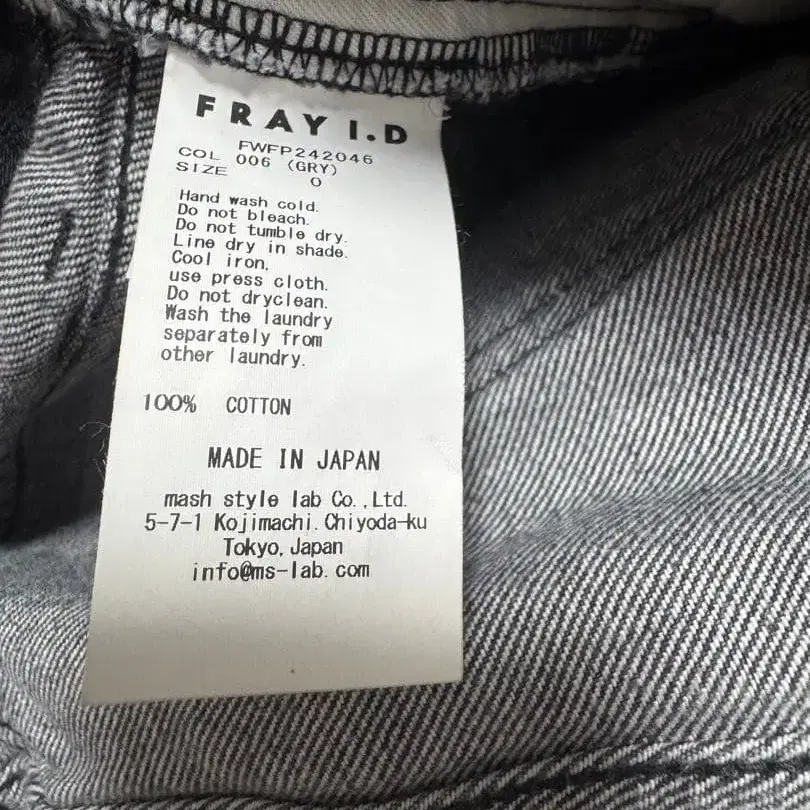 FRAY I.D
FWFP242046
COL 006 (GRY)
SIZE 0
Hand wash cold.
Do not bleach.
Do not tumble dry.
Line dry in shade.
Cool iron,
use press cloth.
Do not dryclean.
Wash the laundry
separately from
other laundry.
100% COTTON
MADE IN JAPAN
mash style lab Co.,Ltd.
5-7-1 Kojimachi.Chiyoda-ku
Tokyo,Japan
info@ms-lab.com